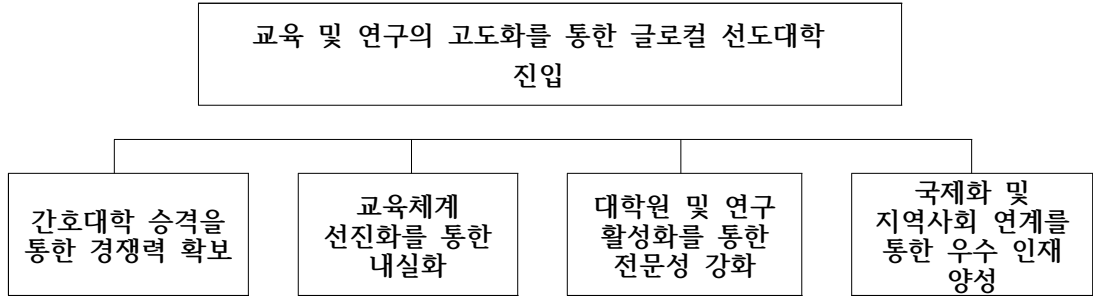 교육 및 연구의 고도화를 통한 글로컬 선도대학
진입
간호대학 승격을
통한 경쟁력 확보
교육체계
선진화를 통한
내실화
대학원 및 연구
활성화를 통한
전문성 강화
국제화 및
지역사회 연계를
통한 우수 인재
양성